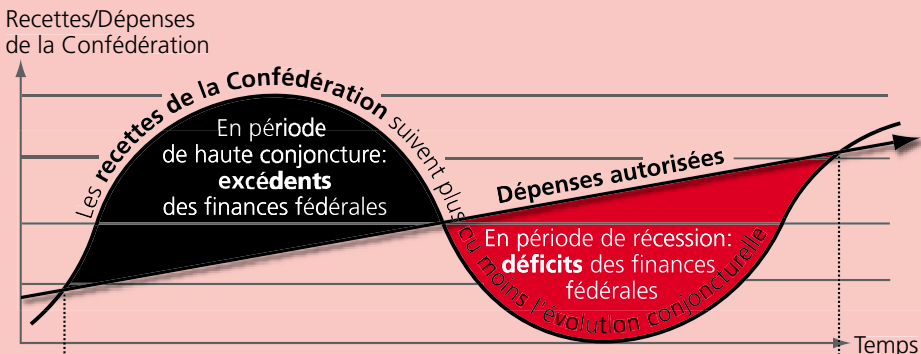 Recettes/Dépenses
de la Confédération
Les recettes de la Confédération suivent plus ou moins l'évolution conjoncturelle
En période
de haute conjoncture:
excédents
des finances fédérales
Dépenses autorisées
En période de récession:
déficits des finances
fédérales
Temps